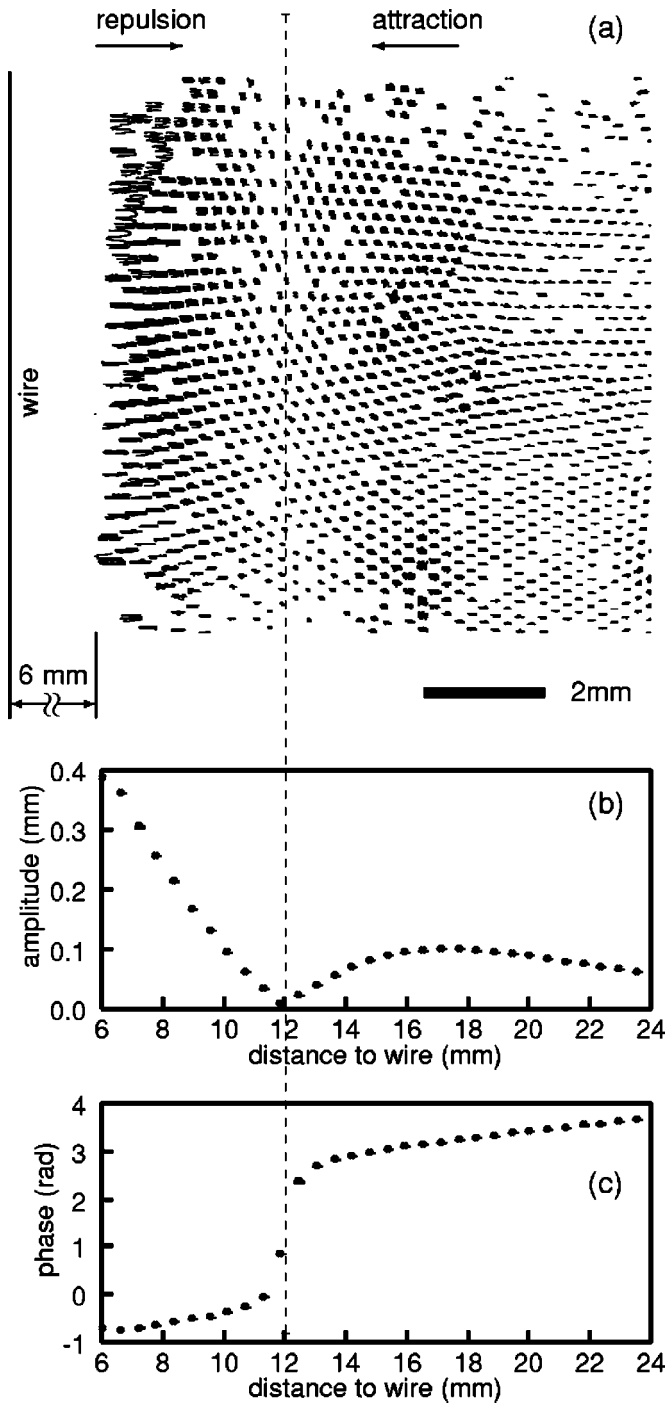 repulsion
attraction
(a)
wire
6 mm
2mm
0.4
0.3
0.2
0.1
0.0
amplitude (mm)
(b)
6 8 10 12 14 16 18 20 22 24
distance to wire (mm)
4
3
2
1
0
-1
phase (rad)
(c)
6 8 10 12 14 16 18 20 22 24
distance to wire (mm)